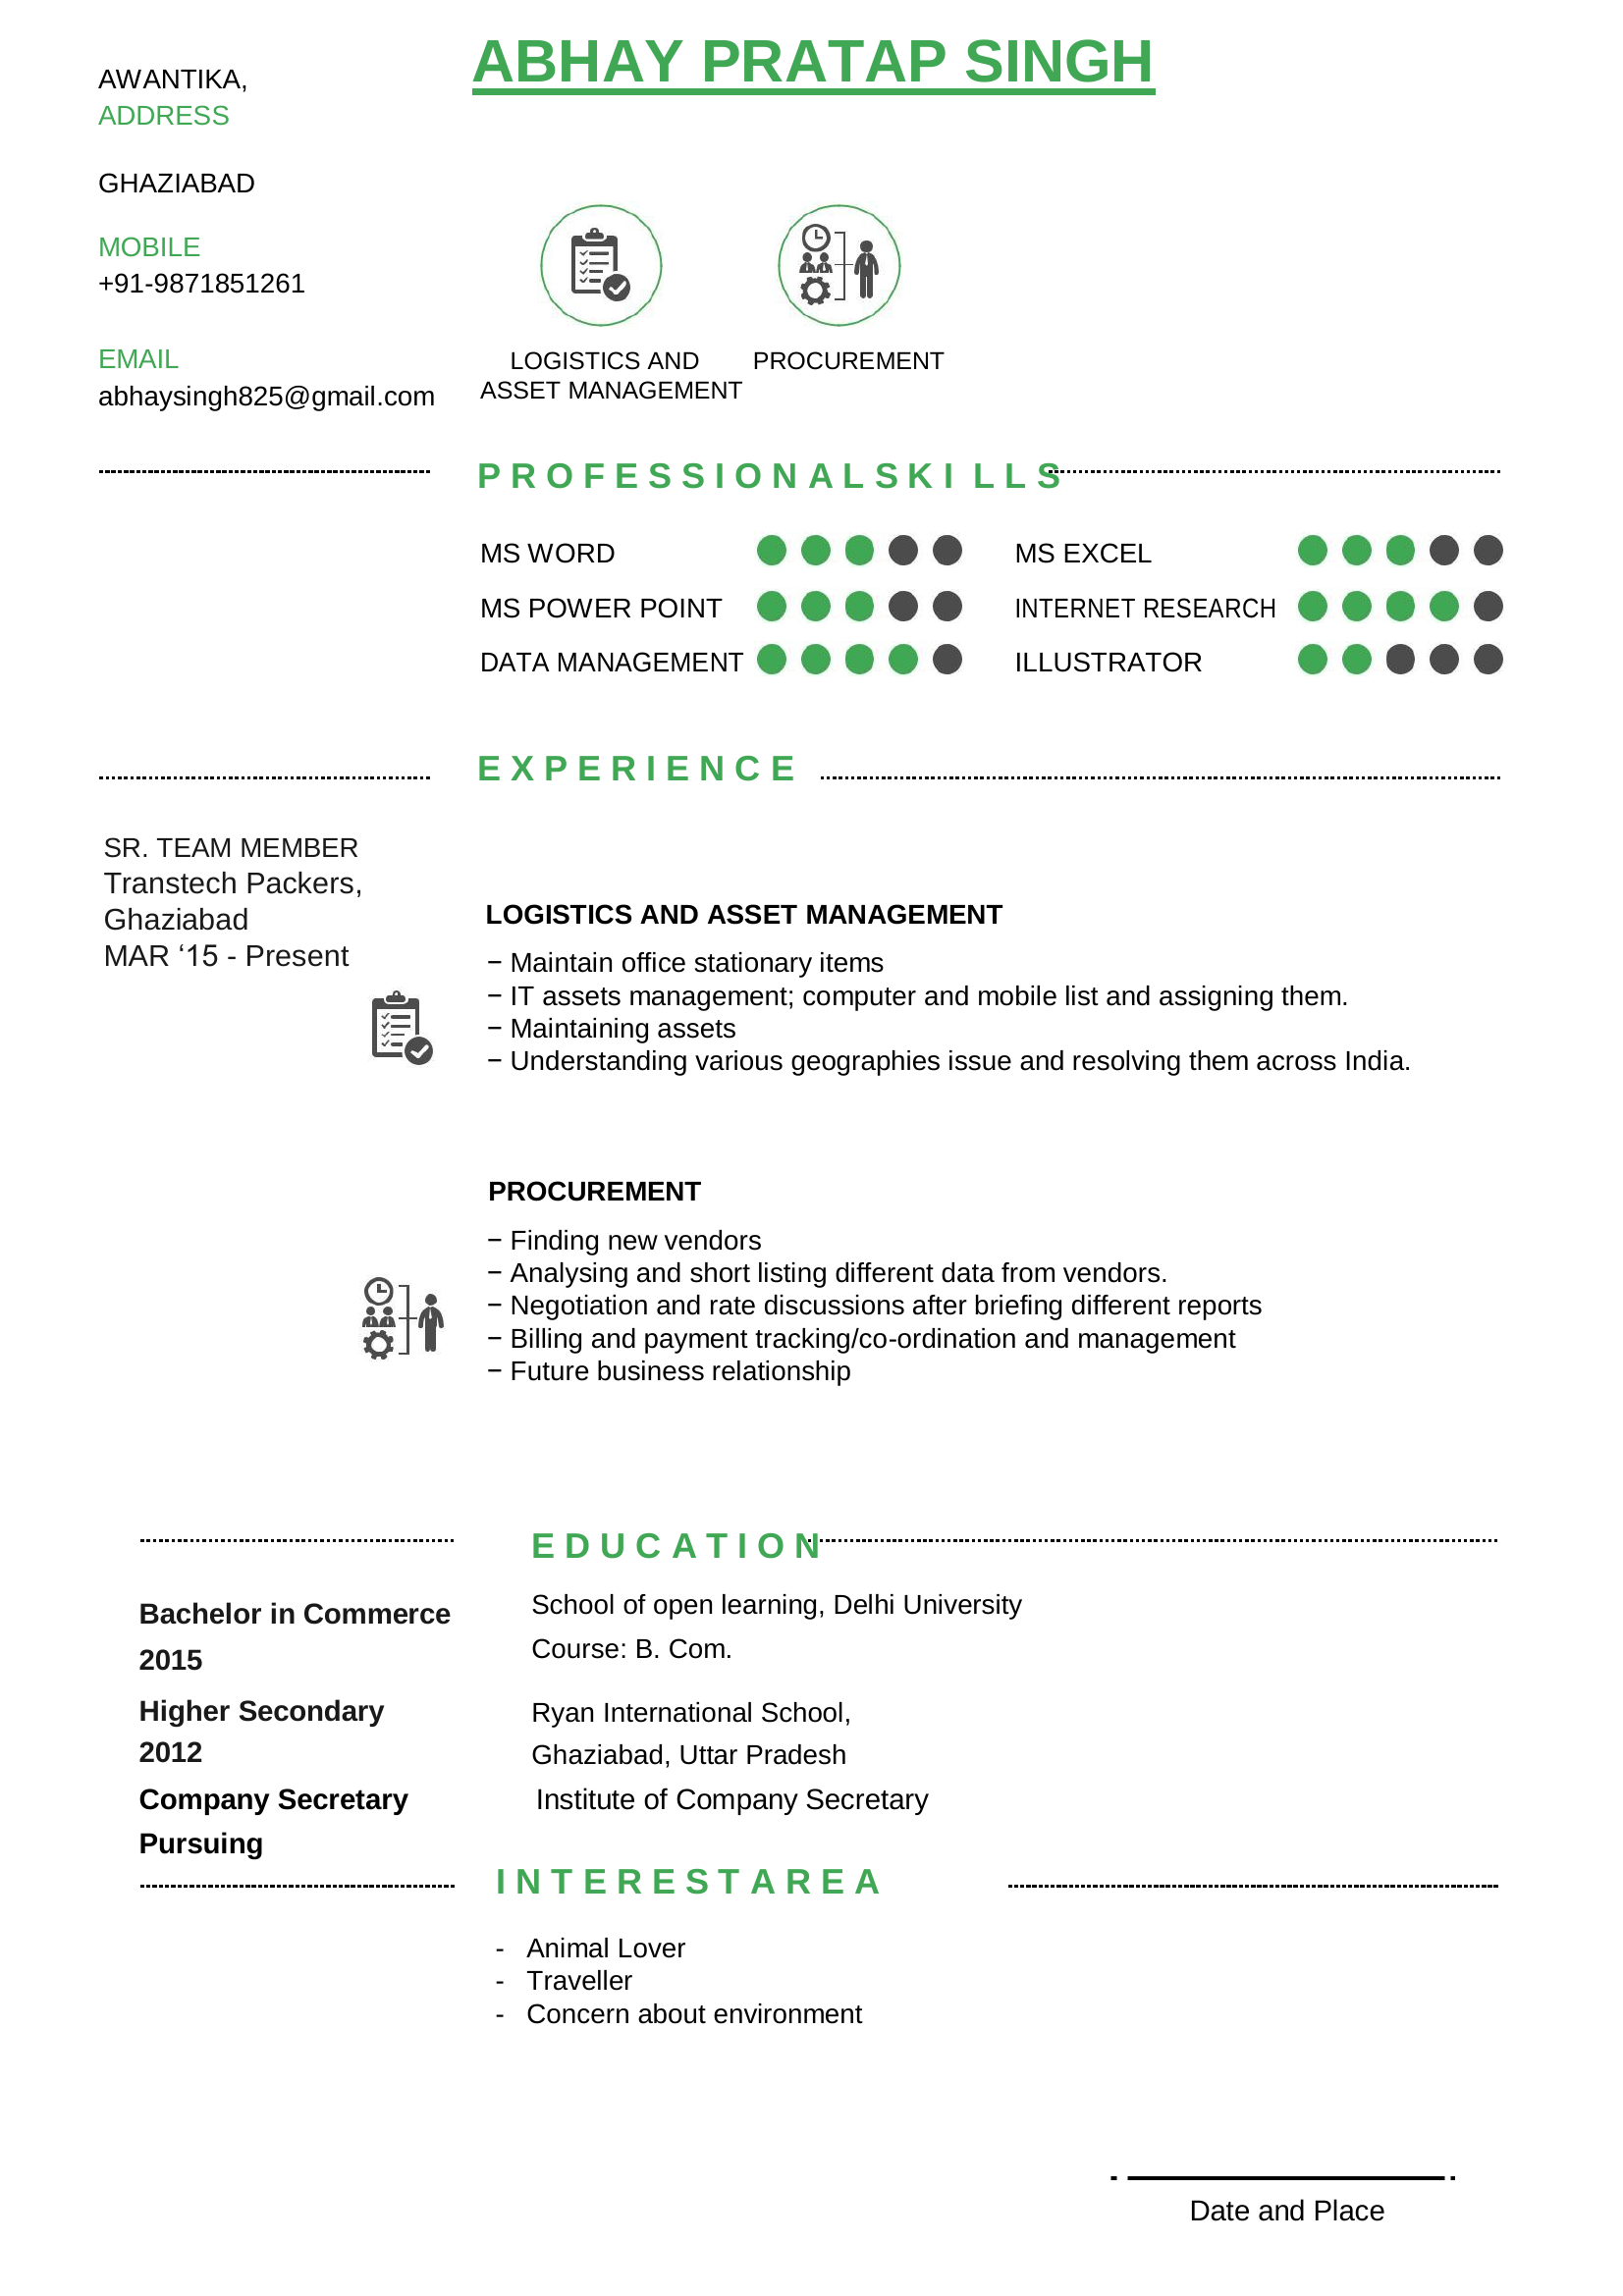 ABHAY PRATAP SINGH
AWANTIKA,
ADDRESS
GHAZIABAD
MOBILE
+91-9871851261
EMAIL
abhaysingh825@gmail.com
LOGISTICS AND
ASSET MANAGEMENT
PROCUREMENT
PROFESSIONALSKILLS
MS WORD
MS EXCEL
MS POWER POINT
INTERNET RESEARCH
DATA MANAGEMENT
ILLUSTRATOR
EXPERIENCE
SR. TEAM MEMBER
Transtech Packers,
Ghaziabad
MAR ‘15 - Present
LOGISTICS AND ASSET MANAGEMENT
− Maintain office stationary items
− IT assets management; computer and mobile list and assigning them.
− Maintaining assets
− Understanding various geographies issue and resolving them across India.
PROCUREMENT
− Finding new vendors
− Analysing and short listing different data from vendors.
− Negotiation and rate discussions after briefing different reports
− Billing and payment tracking/co-ordination and management
− Future business relationship
EDUCATION
Bachelor in Commerce
2015
School of open learning, Delhi University
Course: B. Com.
Higher Secondary
2012
Ryan International School,
Ghaziabad, Uttar Pradesh
Company Secretary
Pursuing
Institute of Company Secretary
INTERESTAREA
- Animal Lover
- Traveller
- Concern about environment
Date and Place